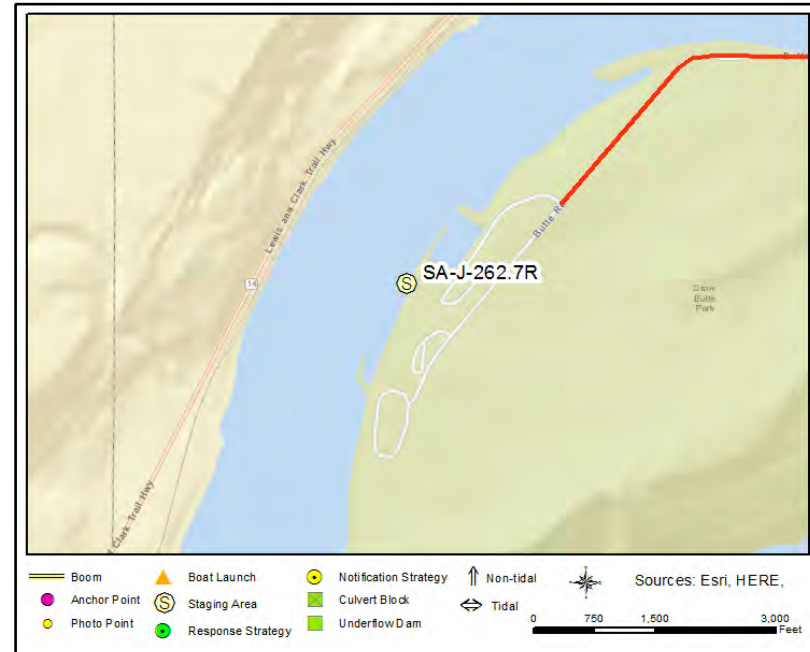 Butte R
Lewis and Clark Trail Hwy
Butte R
14
SA-J-262.7R
Crow
Butte
Park
d Clark Trail Hwy
Boom
Boat Launch
Notification Strategy
Non-tidal
Sources: Esri, HERE,
Anchor Point
S
Staging Area
Culvert Block
Tidal
Photo Point
Response Strategy
Underflow Dam
0 750 1,500 3,000
Feet